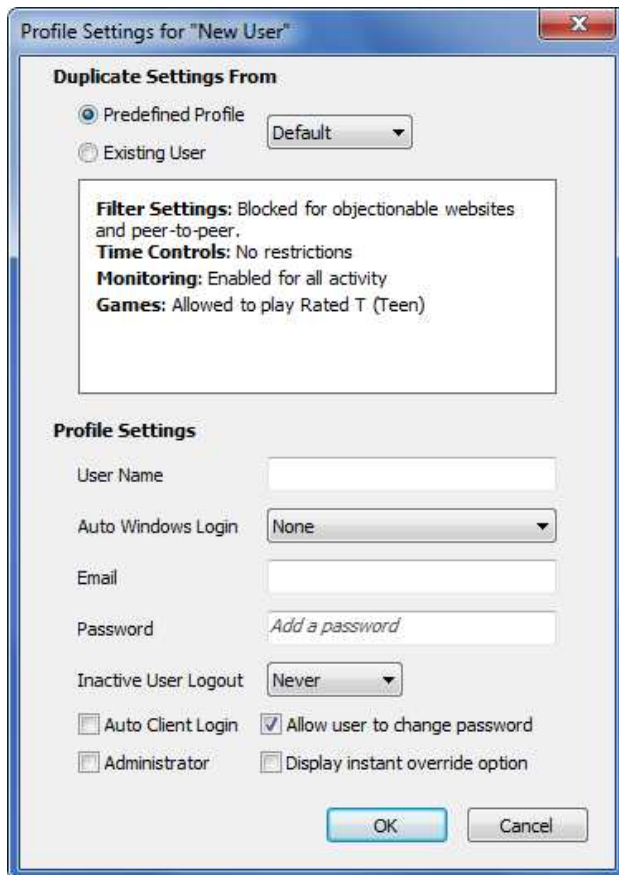 Profile Settings for "New User"
Duplicate Settings From
Predefined Profile
Default
Existing User
Filter Settings: Blocked for objectionable websites
and peer-to-peer.
Time Controls: No restrictions
Monitoring: Enabled for all activity
Games: Allowed to play Rated T (Teen)
Profile Settings
User Name
Auto Windows Login None
Email
Password Add a password
Inactive User Logout Never
Auto Client Login Allow user to change password
Administrator Display instant override option
OK Cancel